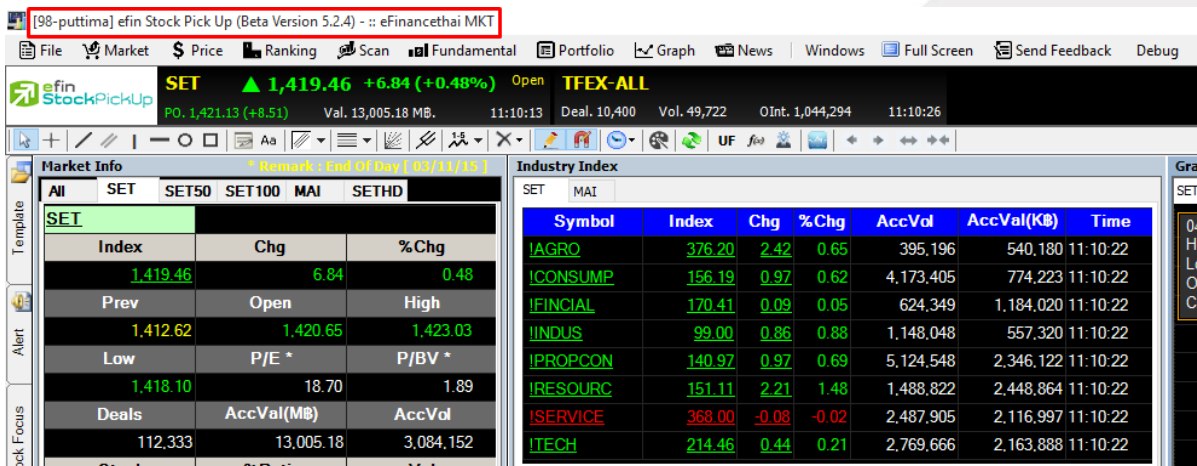 [98-puttima] efin Stock Pick Up (Beta Version 5.2.4) - :: eFinancethai MKT
File Market $ Price Ranking Scan Fundamental Portfolio Graph News Windows Full Screen Send Feedback Debug
efin StockPickUp
SET ▲ 1,419.46 +6.84 (+0.48%) Open TFEX-ALL
PO. 1,421.13 (+8.51) Val. 13,005.18 M฿. 11:10:13 Deal. 10,400 Vol. 49,722 OInt. 1,044,294 11:10:26
Aa 1-5 UF f(x)
Market Info * Remark : End Of Day [ 03/11/15 ] Industry Index Gra
All SET SET50 SET100 MAI SETHD SET MAI SET
Template
Alert
ock Focus
SET
Index Chg %Chg
1,419.46 6.84 0.48
Prev Open High
1,412.62 1,420.65 1,423.03
Low P/E * P/BV *
1,418.10 18.70 1.89
Deals AccVal(M฿) AccVol
112,333 13,005.18 3,084,152
Symbol Index Chg %Chg AccVol AccVal(K฿) Time
!AGRO 376.20 2.42 0.65 395,196 540,180 11:10:22
!CONSUMP 156.19 0.97 0.62 4,173,405 774,223 11:10:22
!FINCIAL 170.41 0.09 0.05 624,349 1,184,020 11:10:22
!INDUS 99.00 0.86 0.88 1,148,048 557,320 11:10:22
!PROPCON 140.97 0.97 0.69 5,124,548 2,346,122 11:10:22
!RESOURC 151.11 2.21 1.48 1,488,822 2,448,864 11:10:22
!SERVICE 368.00 -0.08 -0.02 2,487,905 2,116,997 11:10:22
!TECH 214.46 0.44 0.21 2,769,666 2,163,888 11:10:22